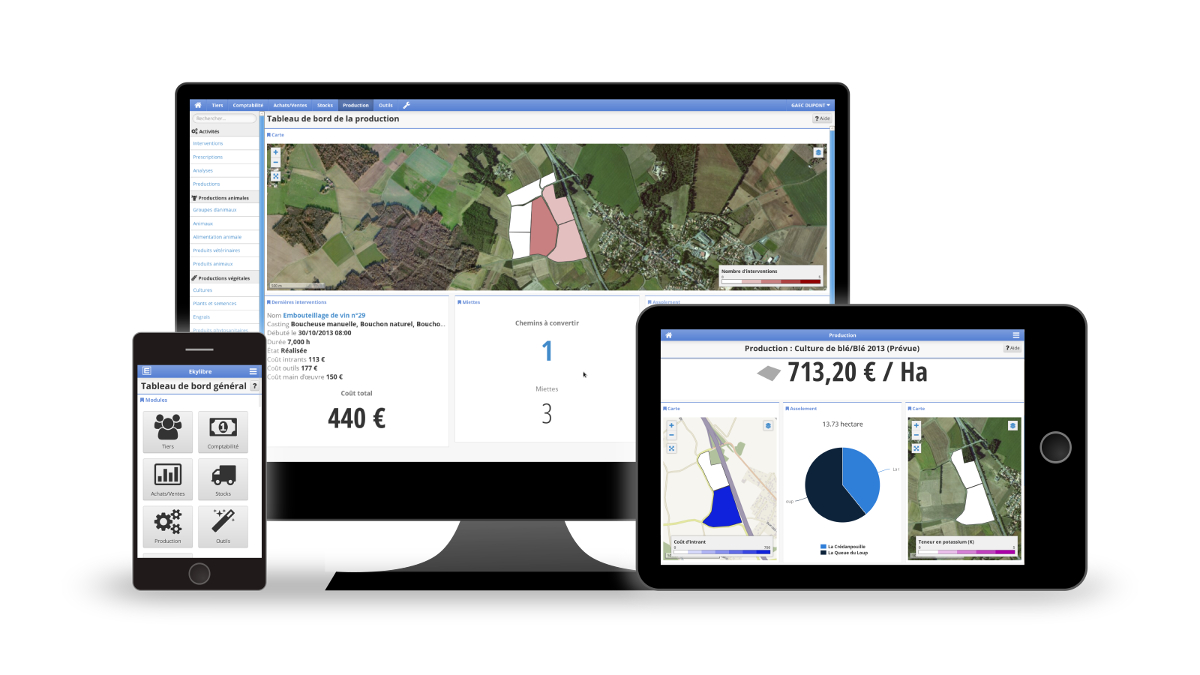 Tiers Comptabilité Achats/Ventes Stocks Production Outils
GAEC DUPONT
Rechercher...
Tableau de bord de la production
? Aide
Activités
Interventions
Prescriptions
Analyses
Productions
Productions animales
Groupes d'animaux
Animaux
Alimentation animale
Produits vétérinaires
Produits animaux
Productions végétales
Cultures
Plants et semences
Engrais
Carte
+
−
Nombre d'interventions
Dernières interventions
Nom Embouteillage de vin n°29
Casting Boucheuse manuelle, Bouchon naturel, Boucho...
Débuté le 30/10/2013 08:00
Durée 7,000 h
État Réalisée
Coût intrants 113 €
Coût outils 177 €
Coût main d'œuvre 150 €
Coût total
440 €
Miettes
Chemins à convertir
1
Miettes
3
Assolement
Ekylibre
Tableau de bord général ?
Modules
Tiers
Comptabilité
Achats/Ventes
Stocks
Production
Outils
Production
Production : Culture de blé/Blé 2013 (Prévue)
? Aide
713,20 € / Ha
Carte
+
−
Coût d'intrant
Assolement
13.73 hectare
La Crédanpouille
La Queue du Loup
Carte
+
−
Teneur en potassium (K)